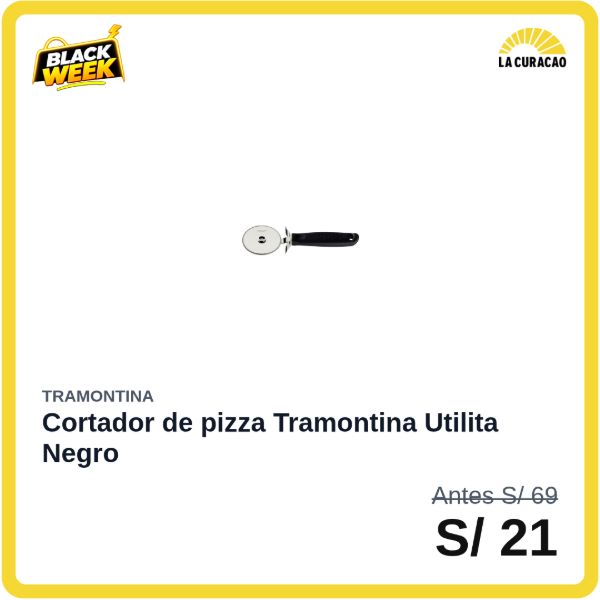 BLACK
WEEK
LA CURACAO
TRAMONTINA
Cortador de pizza Tramontina Utilita
Negro
Antes S/ 69
S/ 21